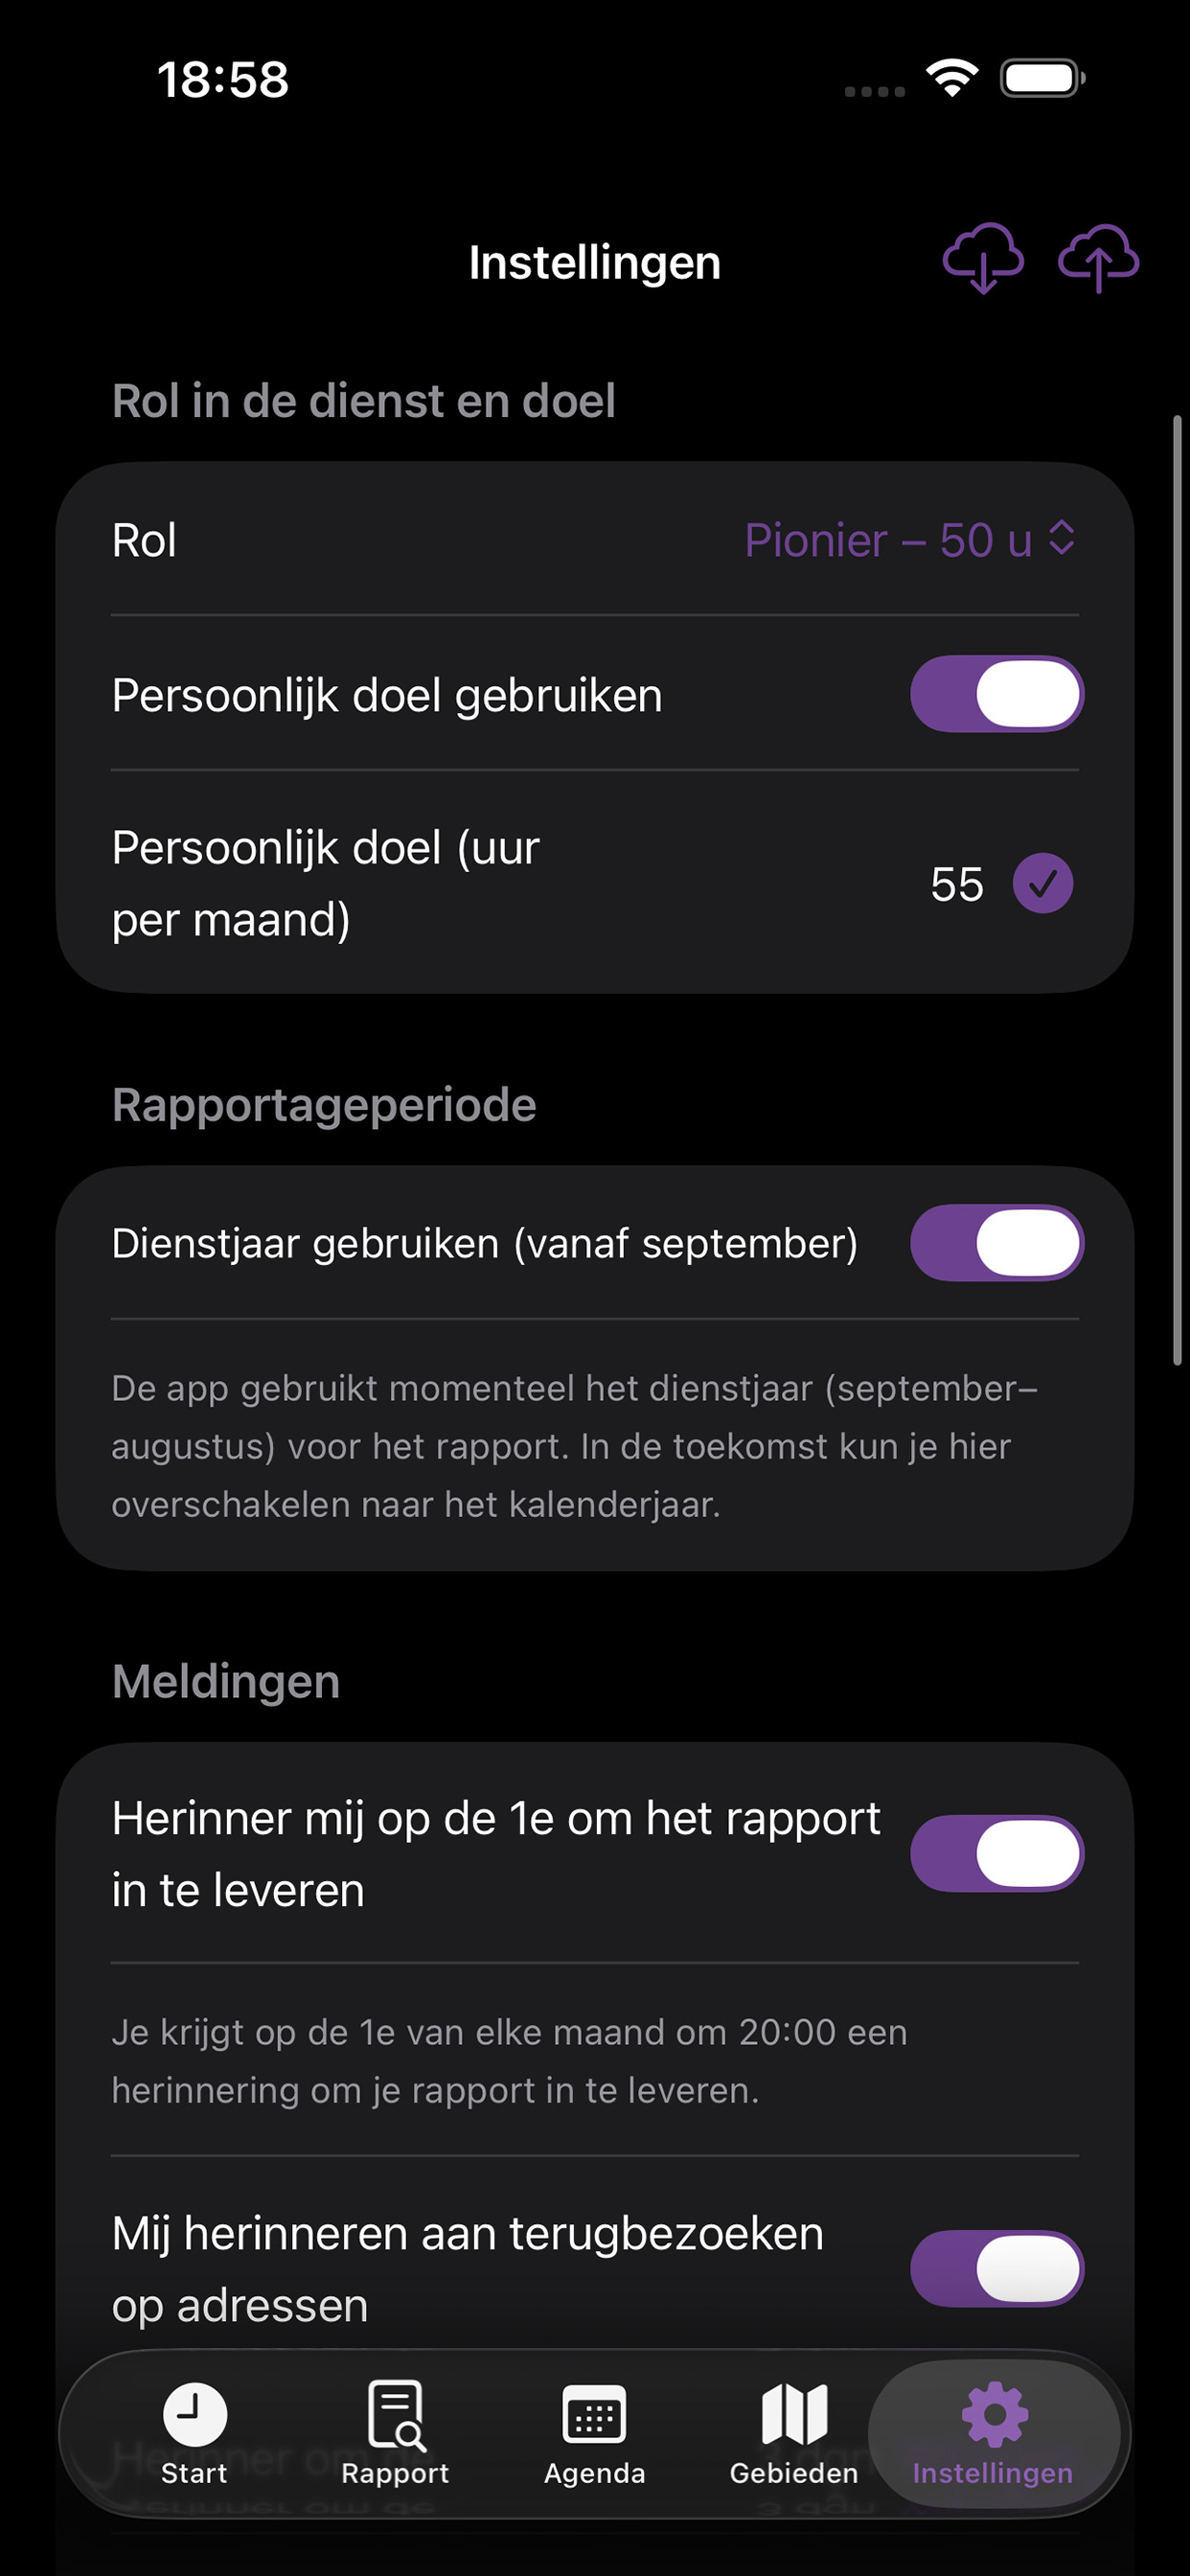 18:58
Instellingen
Rol in de dienst en doel
Rol
Pionier – 50 u
Persoonlijk doel gebruiken
Persoonlijk doel (uur
per maand)
55
Rapportageperiode
Dienstjaar gebruiken (vanaf september)
De app gebruikt momenteel het dienstjaar (september–
augustus) voor het rapport. In de toekomst kun je hier
overschakelen naar het kalenderjaar.
Meldingen
Herinner mij op de 1e om het rapport
in te leveren
Je krijgt op de 1e van elke maand om 20:00 een
herinnering om je rapport in te leveren.
Mij herinneren aan terugbezoeken
op adressen
Herinner om de
Start
Rapport
Agenda
Gebieden
Instellingen